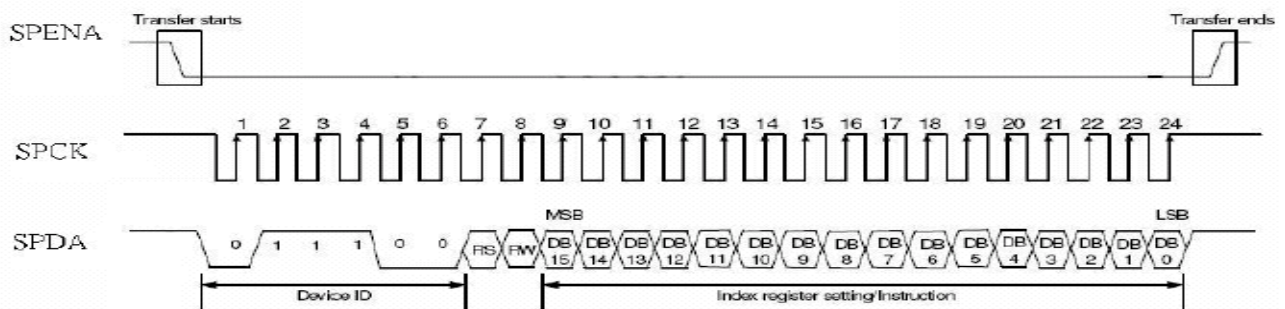 Transfer starts
Transfer ends
SPENA
1 2 3 4 5 6 7 8 9 10 11 12 13 14 15 16 17 18 19 20 21 22 23 24
SPCK
MSB
LSB
SPDA
0 1 1 1 0 0 RS RW DB 15 DB 14 DB 13 DB 12 DB 11 DB 10 DB 9 DB 8 DB 7 DB 6 DB 5 DB 4 DB 3 DB 2 DB 1 DB 0
Device ID
Index register setting/Instruction